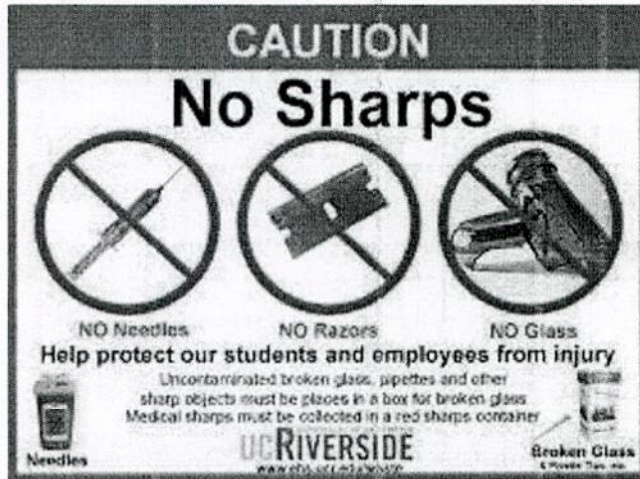 CAUTION
No Sharps
NO Needles NO Razors NO Glass
Help protect our students and employees from injury
Uncontaminated broken glass, pipettes and other
sharp objects must be places in a box for broken glass
Medical sharps must be collected in a red sharps container
UCRIVERSIDE
Needles
Broken Glass